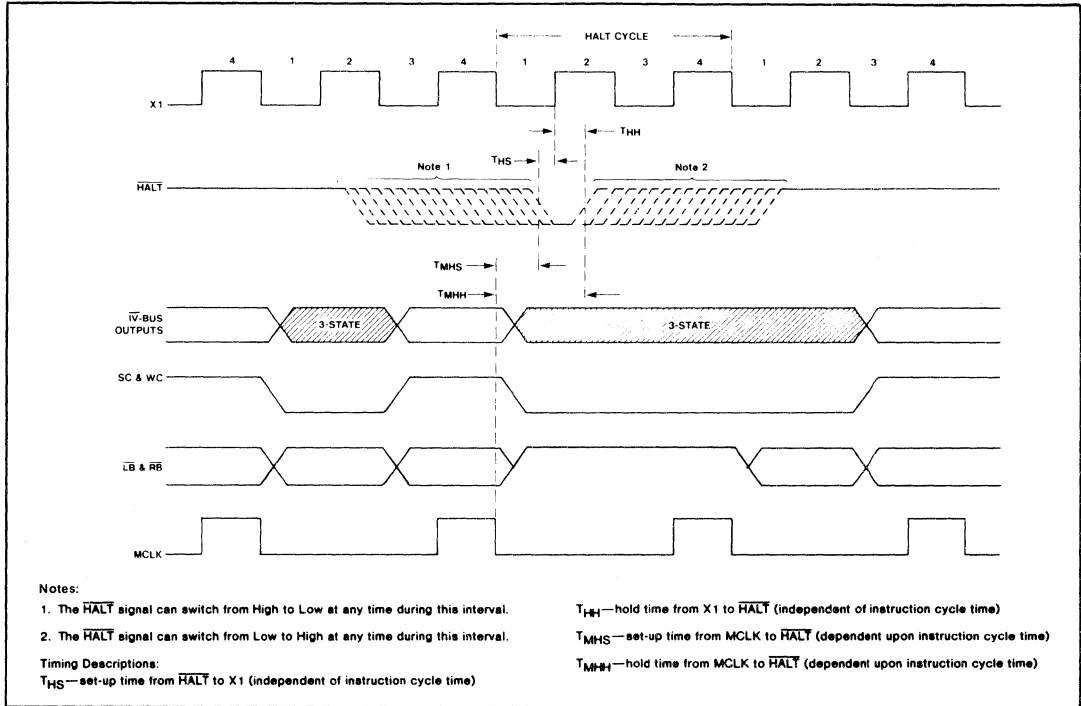 HALT CYCLE
4 1 2 3 4 1 2 3 4 1 2 3 4
X1
THH
THS
Note 1 Note 2
HALT
TMHS
TMHH
IV-BUS
OUTPUTS
3-STATE 3-STATE
SC & WC
LB & RB
MCLK
Notes:
1. The HALT signal can switch from High to Low at any time during this interval.
2. The HALT signal can switch from Low to High at any time during this interval.
Timing Descriptions:
THS—set-up time from HALT to X1 (independent of instruction cycle time)
THH—hold time from X1 to HALT (independent of instruction cycle time)
TMHS—set-up time from MCLK to HALT (dependent upon instruction cycle time)
TMHH—hold time from MCLK to HALT (dependent upon instruction cycle time)